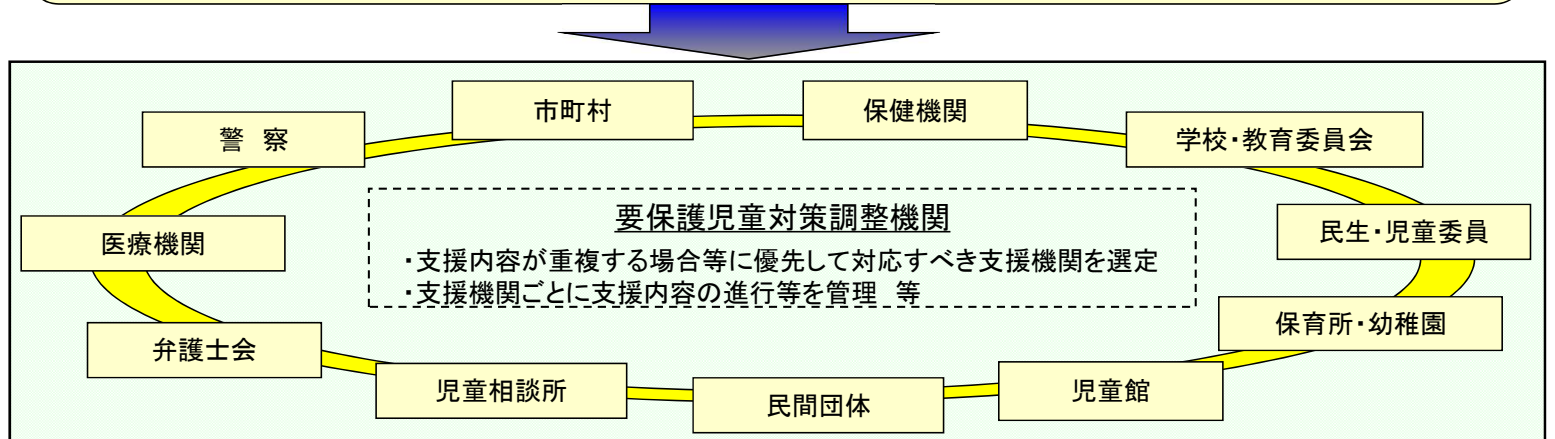 市町村
保健機関
警　察
学校・教育委員会
医療機関
要保護児童対策調整機関
・支援内容が重複する場合等に優先して対応すべき支援機関を選定
・支援機関ごとに支援内容の進行等を管理　等
民生・児童委員
弁護士会
保育所・幼稚園
児童相談所
民間団体
児童館